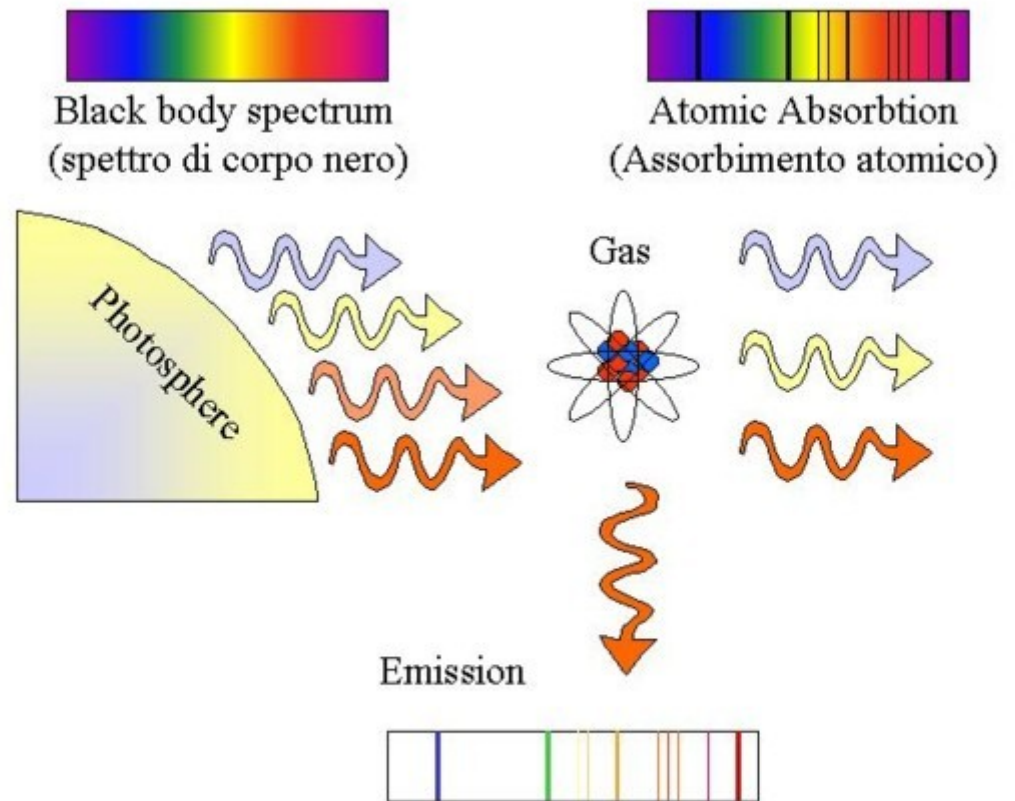 Black body spectrum
(spettro di corpo nero)
Atomic Absorbtion
(Assorbimento atomico)
Photosphere
Gas
Emission